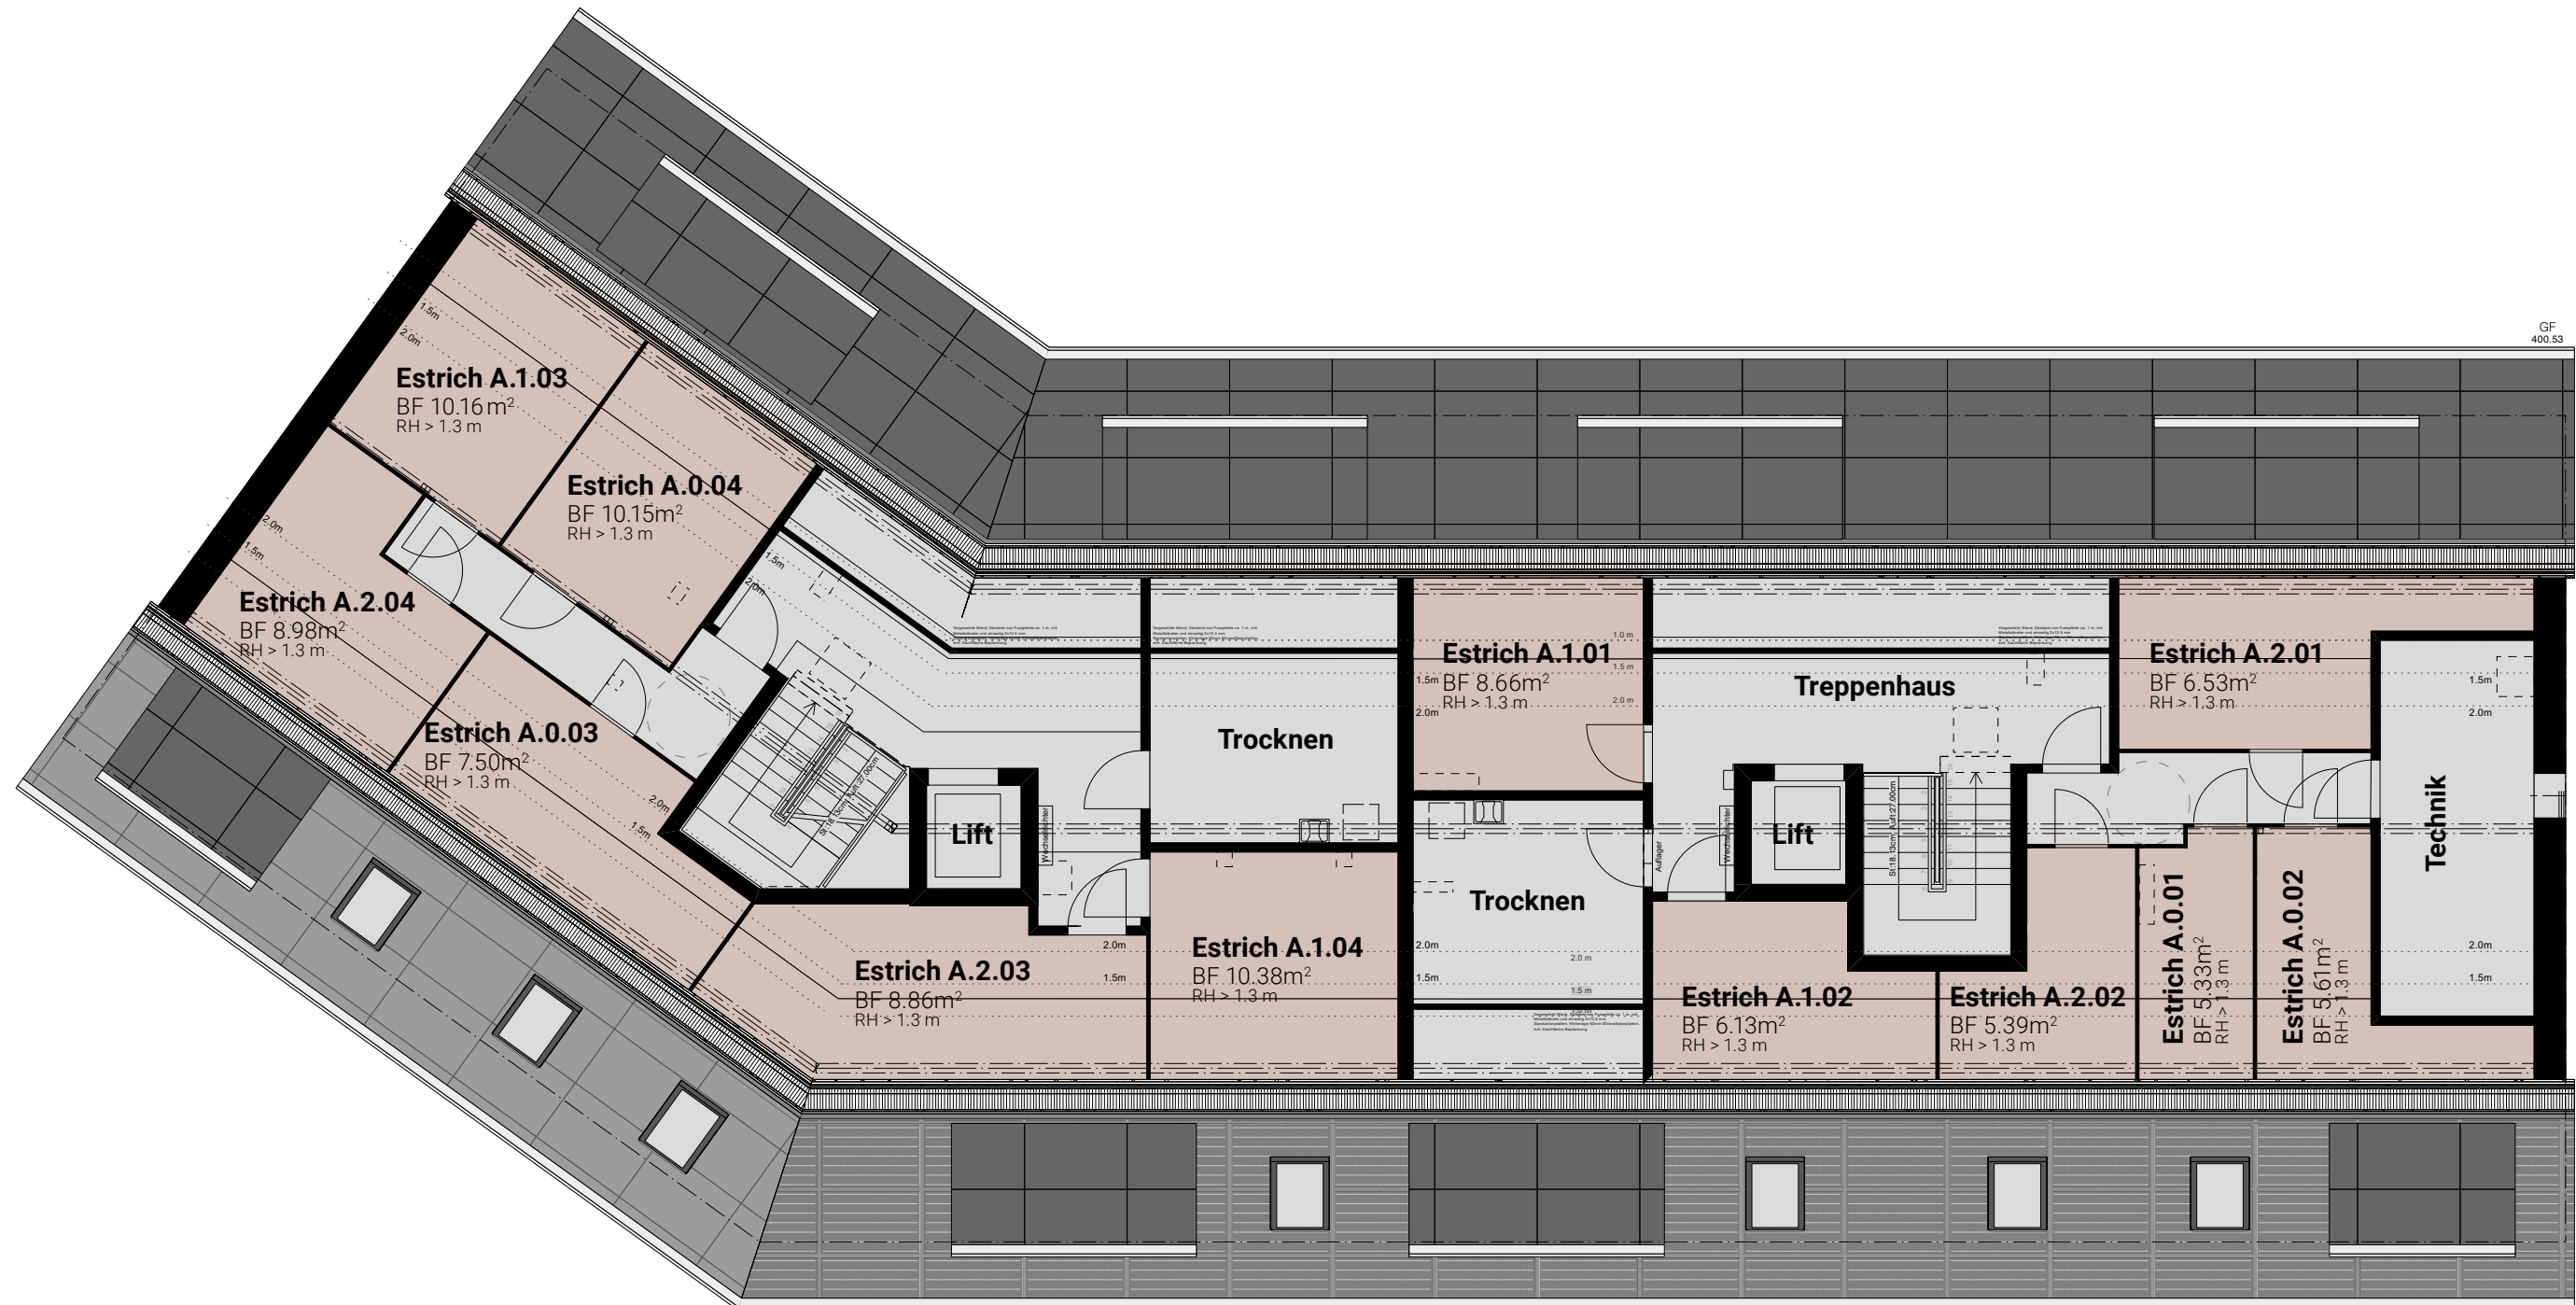 GF
400.53
1.5m
2.0m
Estrich A.1.03
BF 10.16 m²
RH > 1.3 m
Estrich A.0.04
BF 10.15m²
RH > 1.3 m
2.0m
1.5m
Estrich A.2.04
BF 8.98m²
RH > 1.3 m
Estrich A.0.03
BF 7.50m²
RH > 1.3 m
2.0m
1.5m
1.5m
2.0m
Lift
Wechselrichter
Trocknen
Estrich A.2.03
BF 8.86m²
RH > 1.3 m
2.0m
1.5m
Estrich A.1.04
BF 10.38m²
RH > 1.3 m
1.0 m
1.5 m
2.0 m
1.5m
2.0m
Estrich A.1.01
BF 8.66m²
RH > 1.3 m
Trocknen
2.0m
1.5m
2.0 m
1.5 m
Treppenhaus
Auflager
Wechselrichter
Lift
Estrich A.1.02
BF 6.13m²
RH > 1.3 m
Estrich A.2.02
BF 5.39m²
RH > 1.3 m
Estrich A.2.01
BF 6.53m²
RH > 1.3 m
Estrich A.0.01
BF 5.33m²
RH > 1.3 m
Estrich A.0.02
BF 5.61m²
RH > 1.3 m
Technik
1.5m
2.0m
2.0m
1.5m